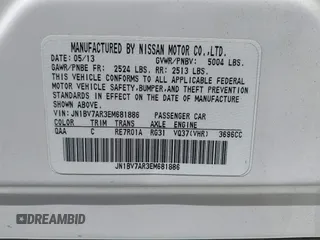 MANUFACTURED BY NISSAN MOTOR CO.,LTD.
DATE 05/13 GVWR/PNBV: 5004 LBS.
GAWR/PNBE FR: 2524 LBS. RR: 2513 LBS.
THIS VEHICLE CONFORMS TO ALL APPLICABLE FEDERAL
MOTOR VEHICLE SAFETY, BUMPER, AND THEFT
PREVENTION STANDARDS IN EFFECT ON THE DATE
OF MANUFACTURE SHOWN ABOVE.
VIN:JN1BV7AR3EM681886 PASSENGER CAR
COLOR TRIM TRANS AXLE ENGINE
QAA C RE7R01A RG31 VQ37(VHR) 3696CC
JN1BV7AR3EM681886
DREAMBID